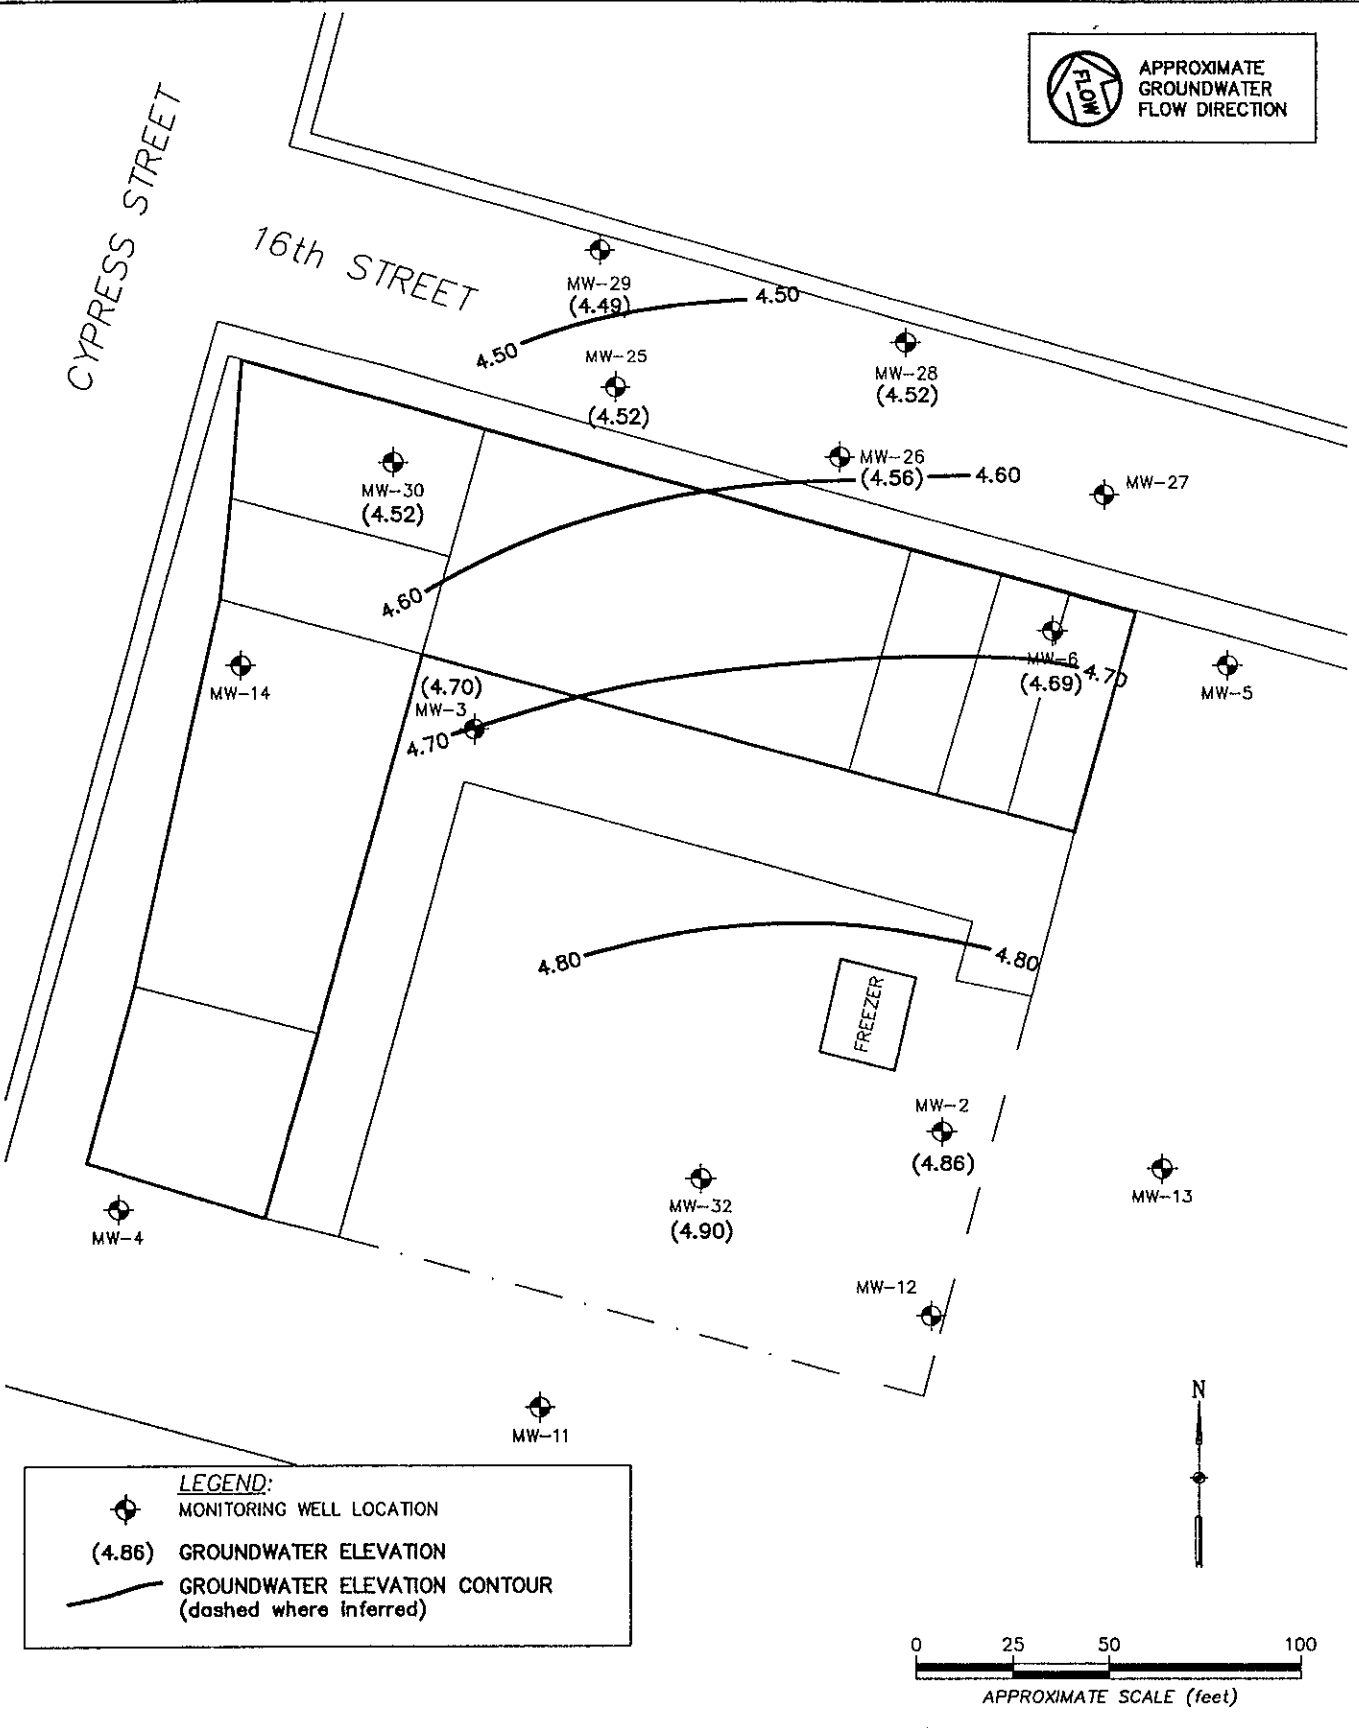 APPROXIMATE
GROUNDWATER
FLOW DIRECTION
FLOW
CYPRESS STREET
16th STREET
MW-29
(4.49)
4.50
4.50
MW-25
(4.52)
MW-28
(4.52)
MW-26
(4.56)
4.60
MW-27
MW-30
(4.52)
4.60
MW-6
(4.69)
4.70
MW-5
MW-14
(4.70)
MW-3
4.70
4.80
4.80
FREEZER
MW-2
(4.86)
MW-32
(4.90)
MW-13
MW-4
MW-12
MW-11
N
LEGEND:
MONITORING WELL LOCATION
(4.86) GROUNDWATER ELEVATION
GROUNDWATER ELEVATION CONTOUR
(dashed where inferred)
0 25 50 100
APPROXIMATE SCALE (feet)